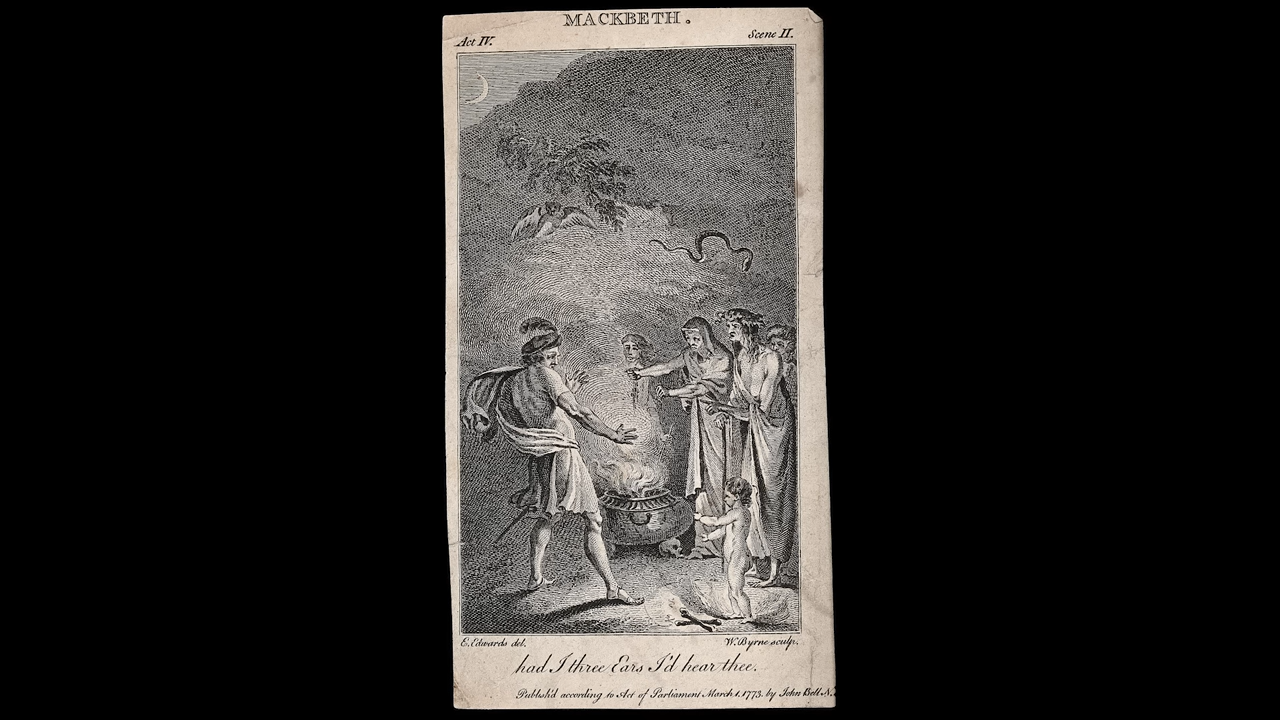 MACKBETH.
Act IV. Scene II.
E. Edwards del. W. Byrne sculp.
had I three Ears I'd hear thee.
Publish'd according to Act of Parliament March 1. 1773. by John Bell N.